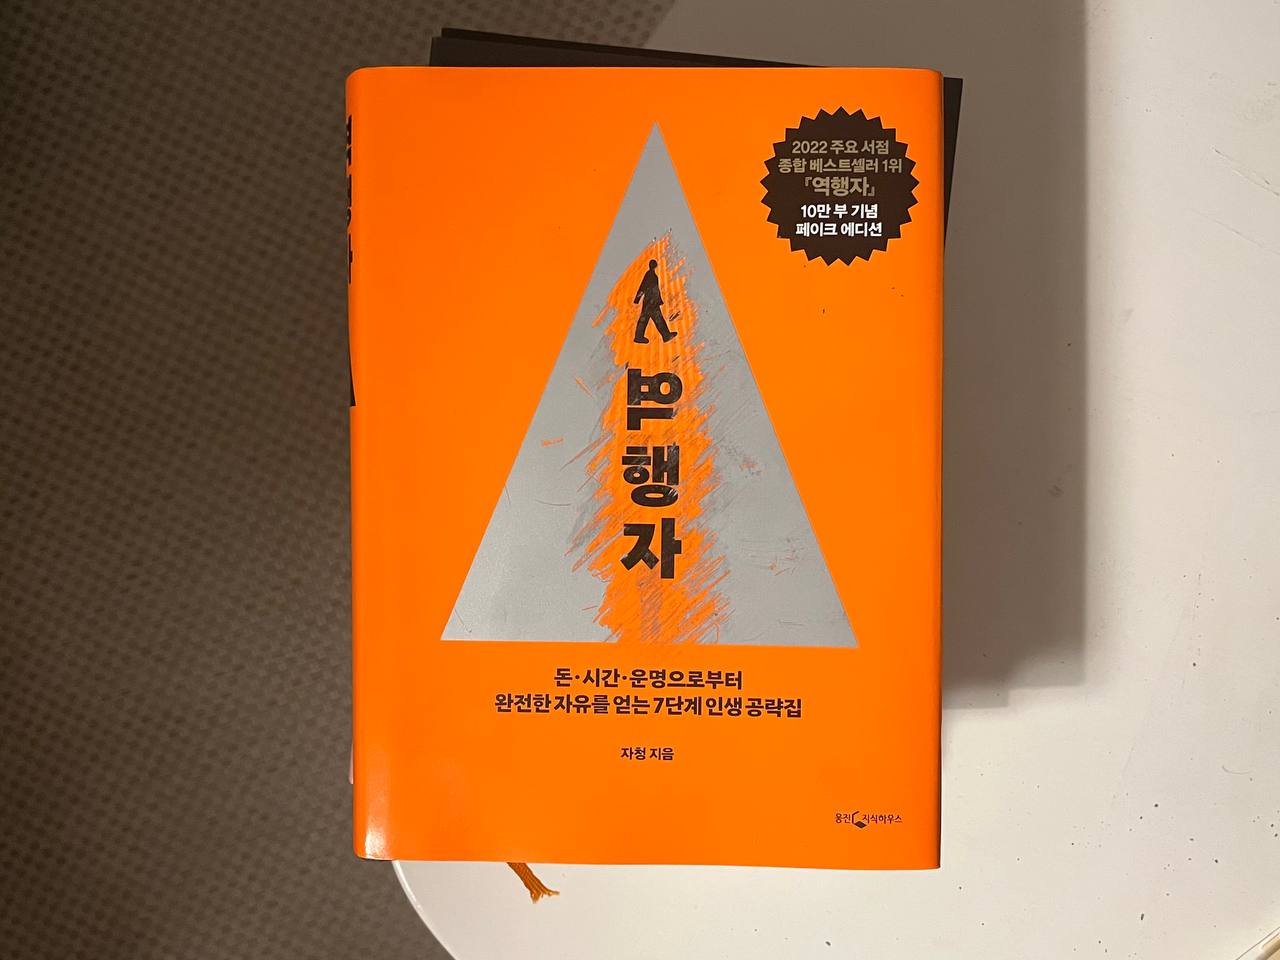 2022 주요 서점
종합 베스트셀러 1위
『역행자』
10만 부 기념
페이크 에디션
역행자
돈·시간·운명으로부터
완전한 자유를 얻는 7단계 인생 공략집
자청 지음
웅진 지식하우스